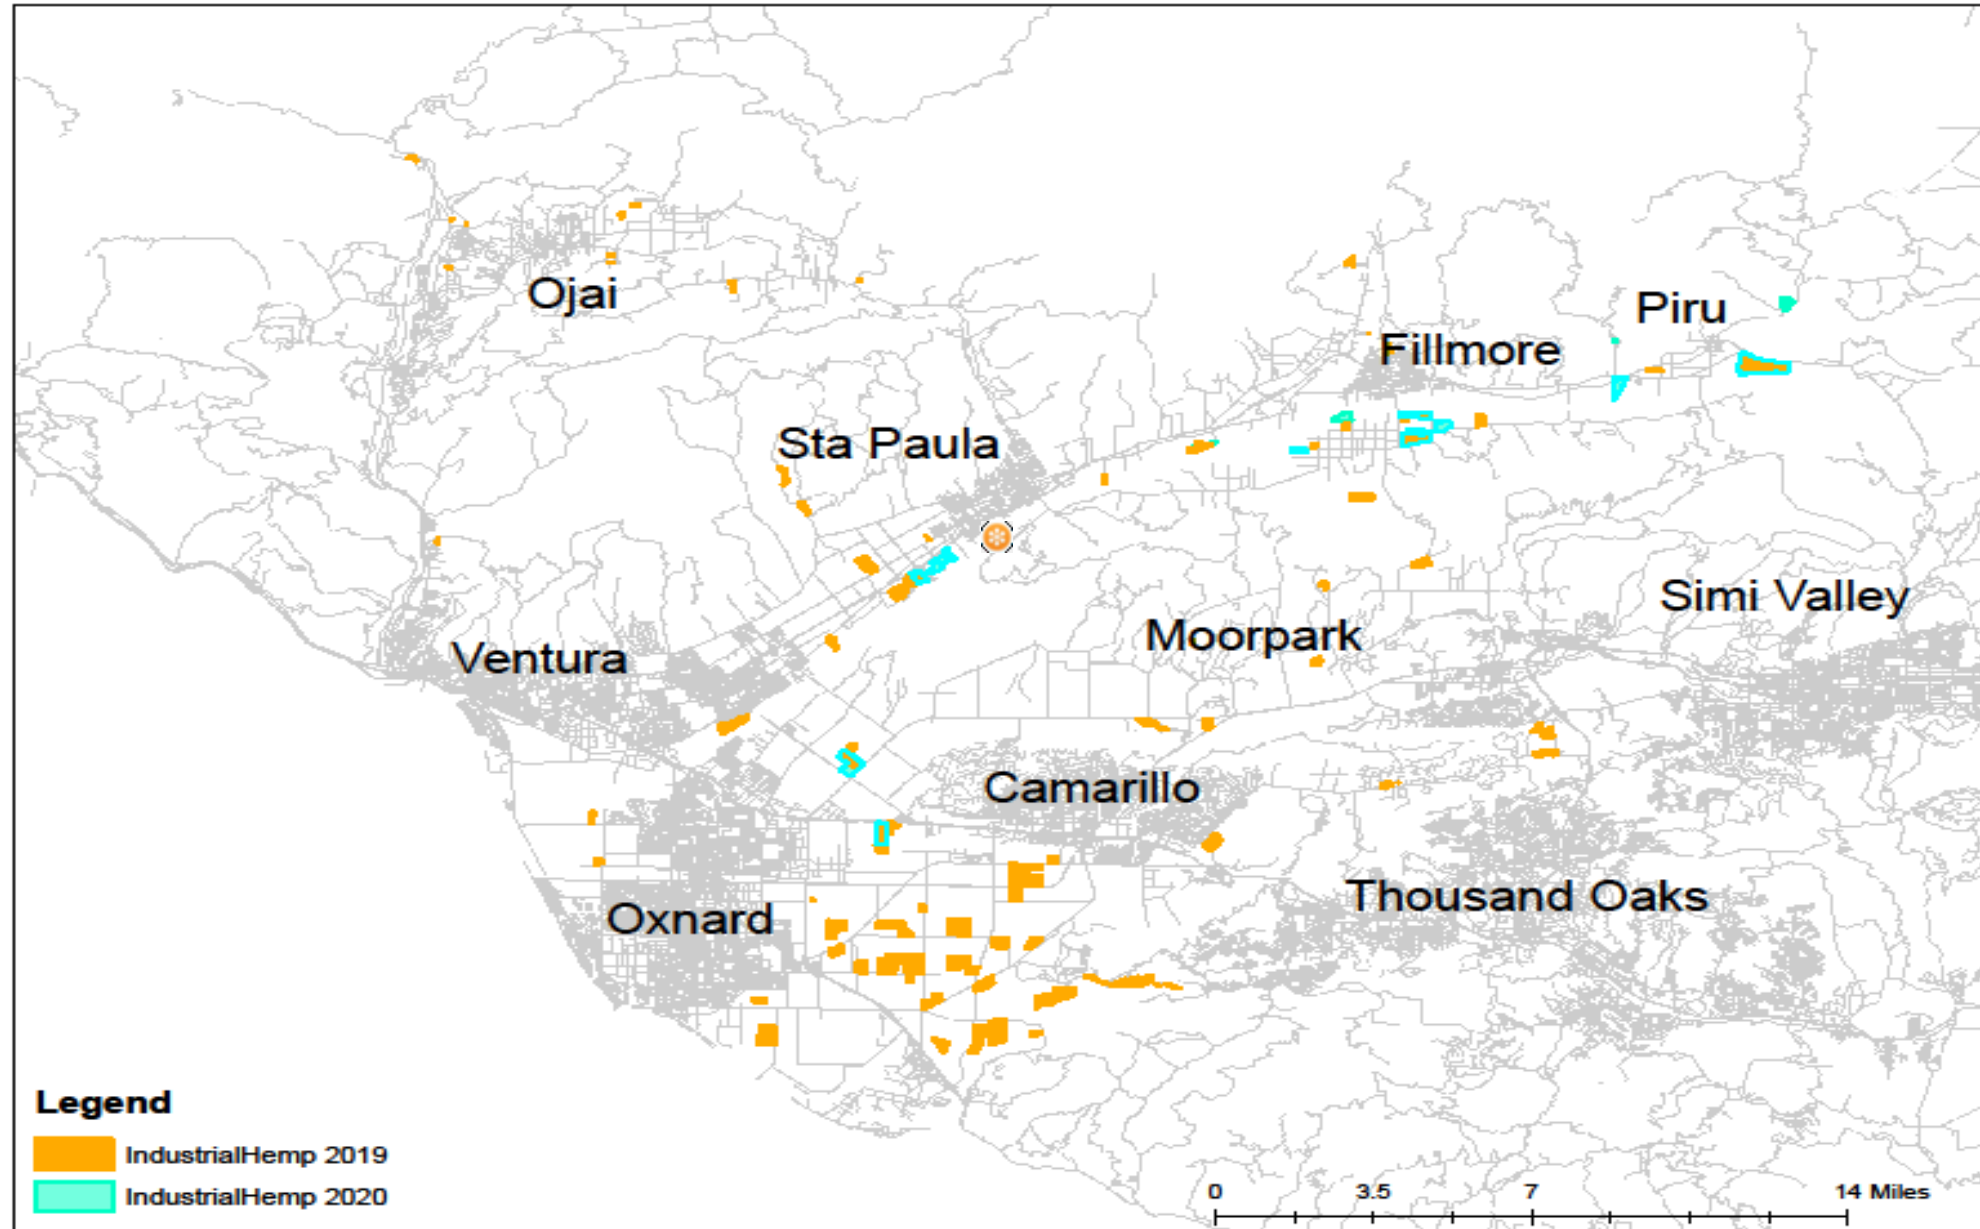 Ojai
Piru
Fillmore
Sta Paula
Simi Valley
Moorpark
Ventura
Camarillo
Thousand Oaks
Oxnard
Legend
IndustrialHemp 2019
IndustrialHemp 2020
0 3.5 7 14 Miles